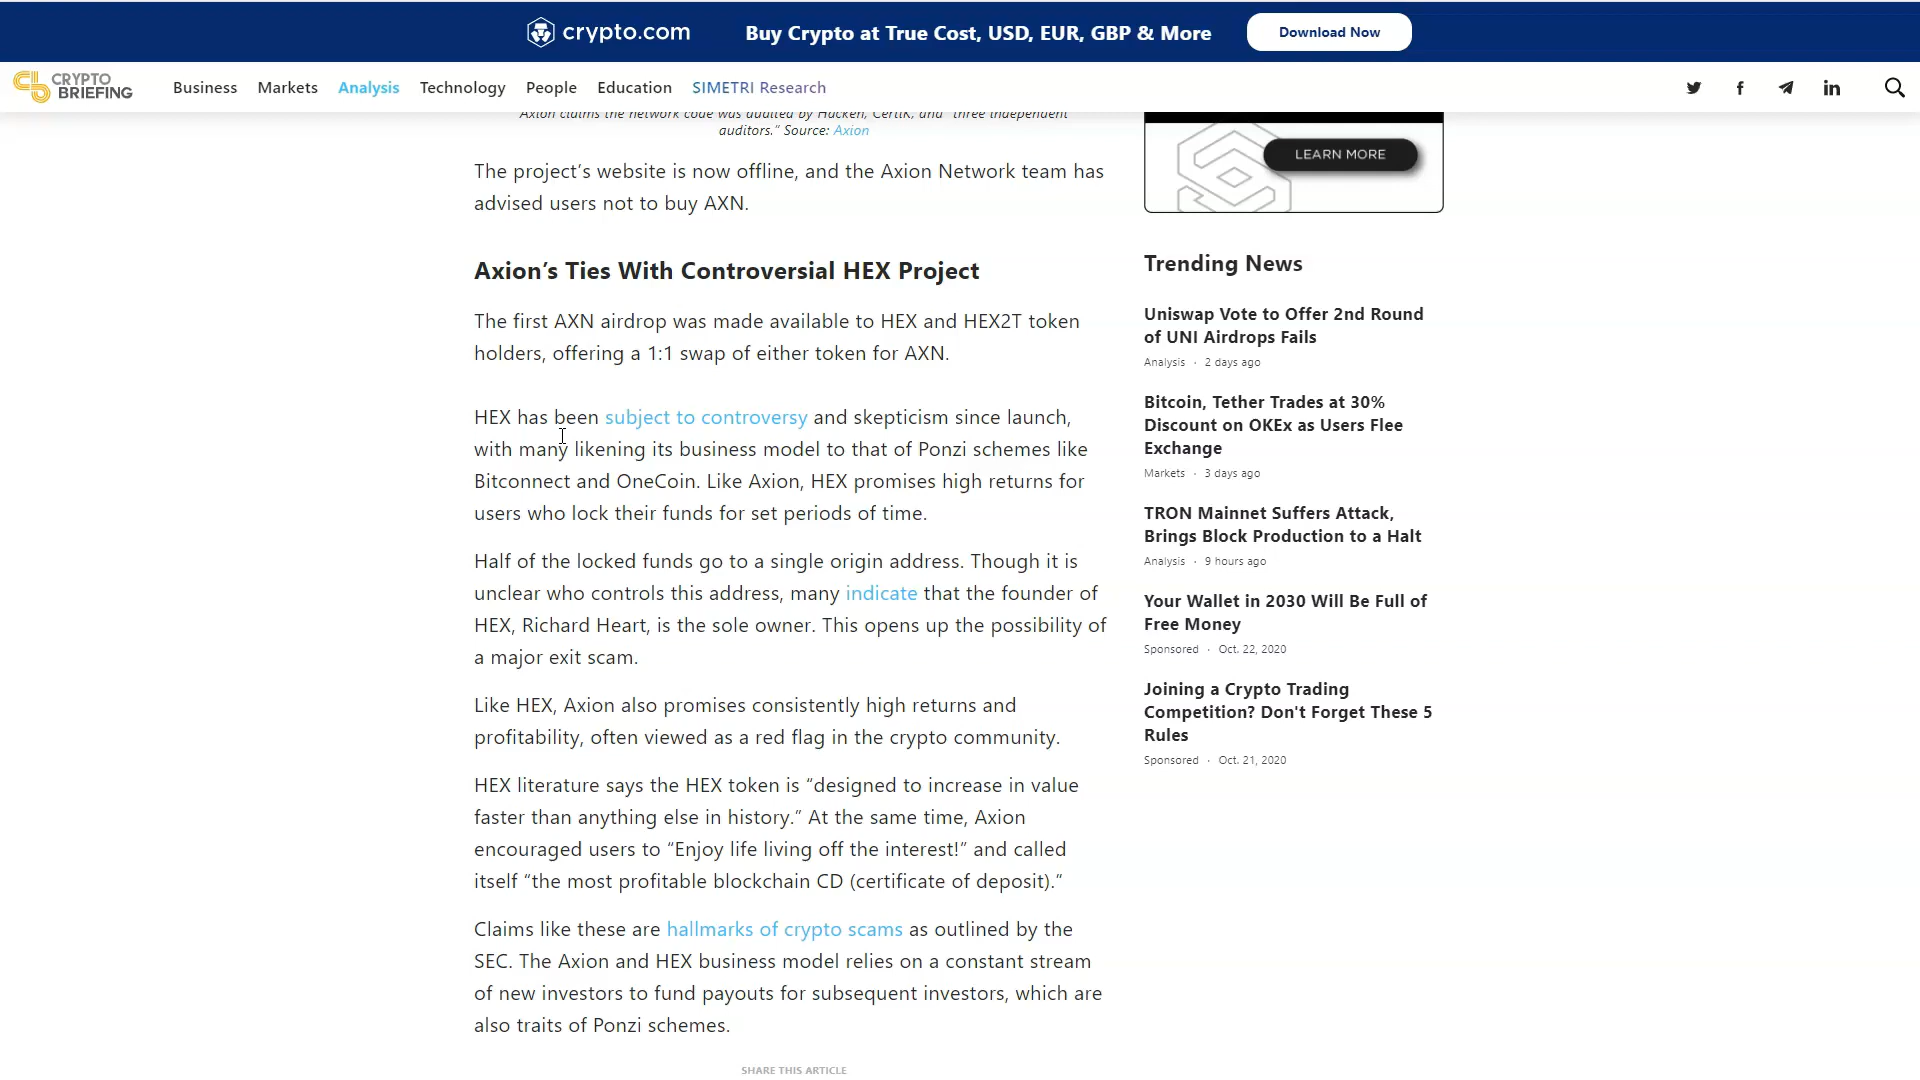 crypto.com
Buy Crypto at True Cost, USD, EUR, GBP & More
Download Now
CRYPTO
BRIEFING
Business
Markets
Analysis
Technology
People
Education
SIMETRI Research
Axion claims the network code was audited by Hacken, CertiK, and "three independent
auditors." Source: Axion
The project’s website is now offline, and the Axion Network team has
advised users not to buy AXN.
Axion’s Ties With Controversial HEX Project
The first AXN airdrop was made available to HEX and HEX2T token
holders, offering a 1:1 swap of either token for AXN.
HEX has been subject to controversy and skepticism since launch,
with many likening its business model to that of Ponzi schemes like
Bitconnect and OneCoin. Like Axion, HEX promises high returns for
users who lock their funds for set periods of time.
Half of the locked funds go to a single origin address. Though it is
unclear who controls this address, many indicate that the founder of
HEX, Richard Heart, is the sole owner. This opens up the possibility of
a major exit scam.
Like HEX, Axion also promises consistently high returns and
profitability, often viewed as a red flag in the crypto community.
HEX literature says the HEX token is “designed to increase in value
faster than anything else in history.” At the same time, Axion
encouraged users to “Enjoy life living off the interest!” and called
itself “the most profitable blockchain CD (certificate of deposit).”
Claims like these are hallmarks of crypto scams as outlined by the
SEC. The Axion and HEX business model relies on a constant stream
of new investors to fund payouts for subsequent investors, which are
also traits of Ponzi schemes.
SHARE THIS ARTICLE
LEARN MORE
Trending News
Uniswap Vote to Offer 2nd Round
of UNI Airdrops Fails
Analysis · 2 days ago
Bitcoin, Tether Trades at 30%
Discount on OKEx as Users Flee
Exchange
Markets · 3 days ago
TRON Mainnet Suffers Attack,
Brings Block Production to a Halt
Analysis · 9 hours ago
Your Wallet in 2030 Will Be Full of
Free Money
Sponsored · Oct. 22, 2020
Joining a Crypto Trading
Competition? Don't Forget These 5
Rules
Sponsored · Oct. 21, 2020